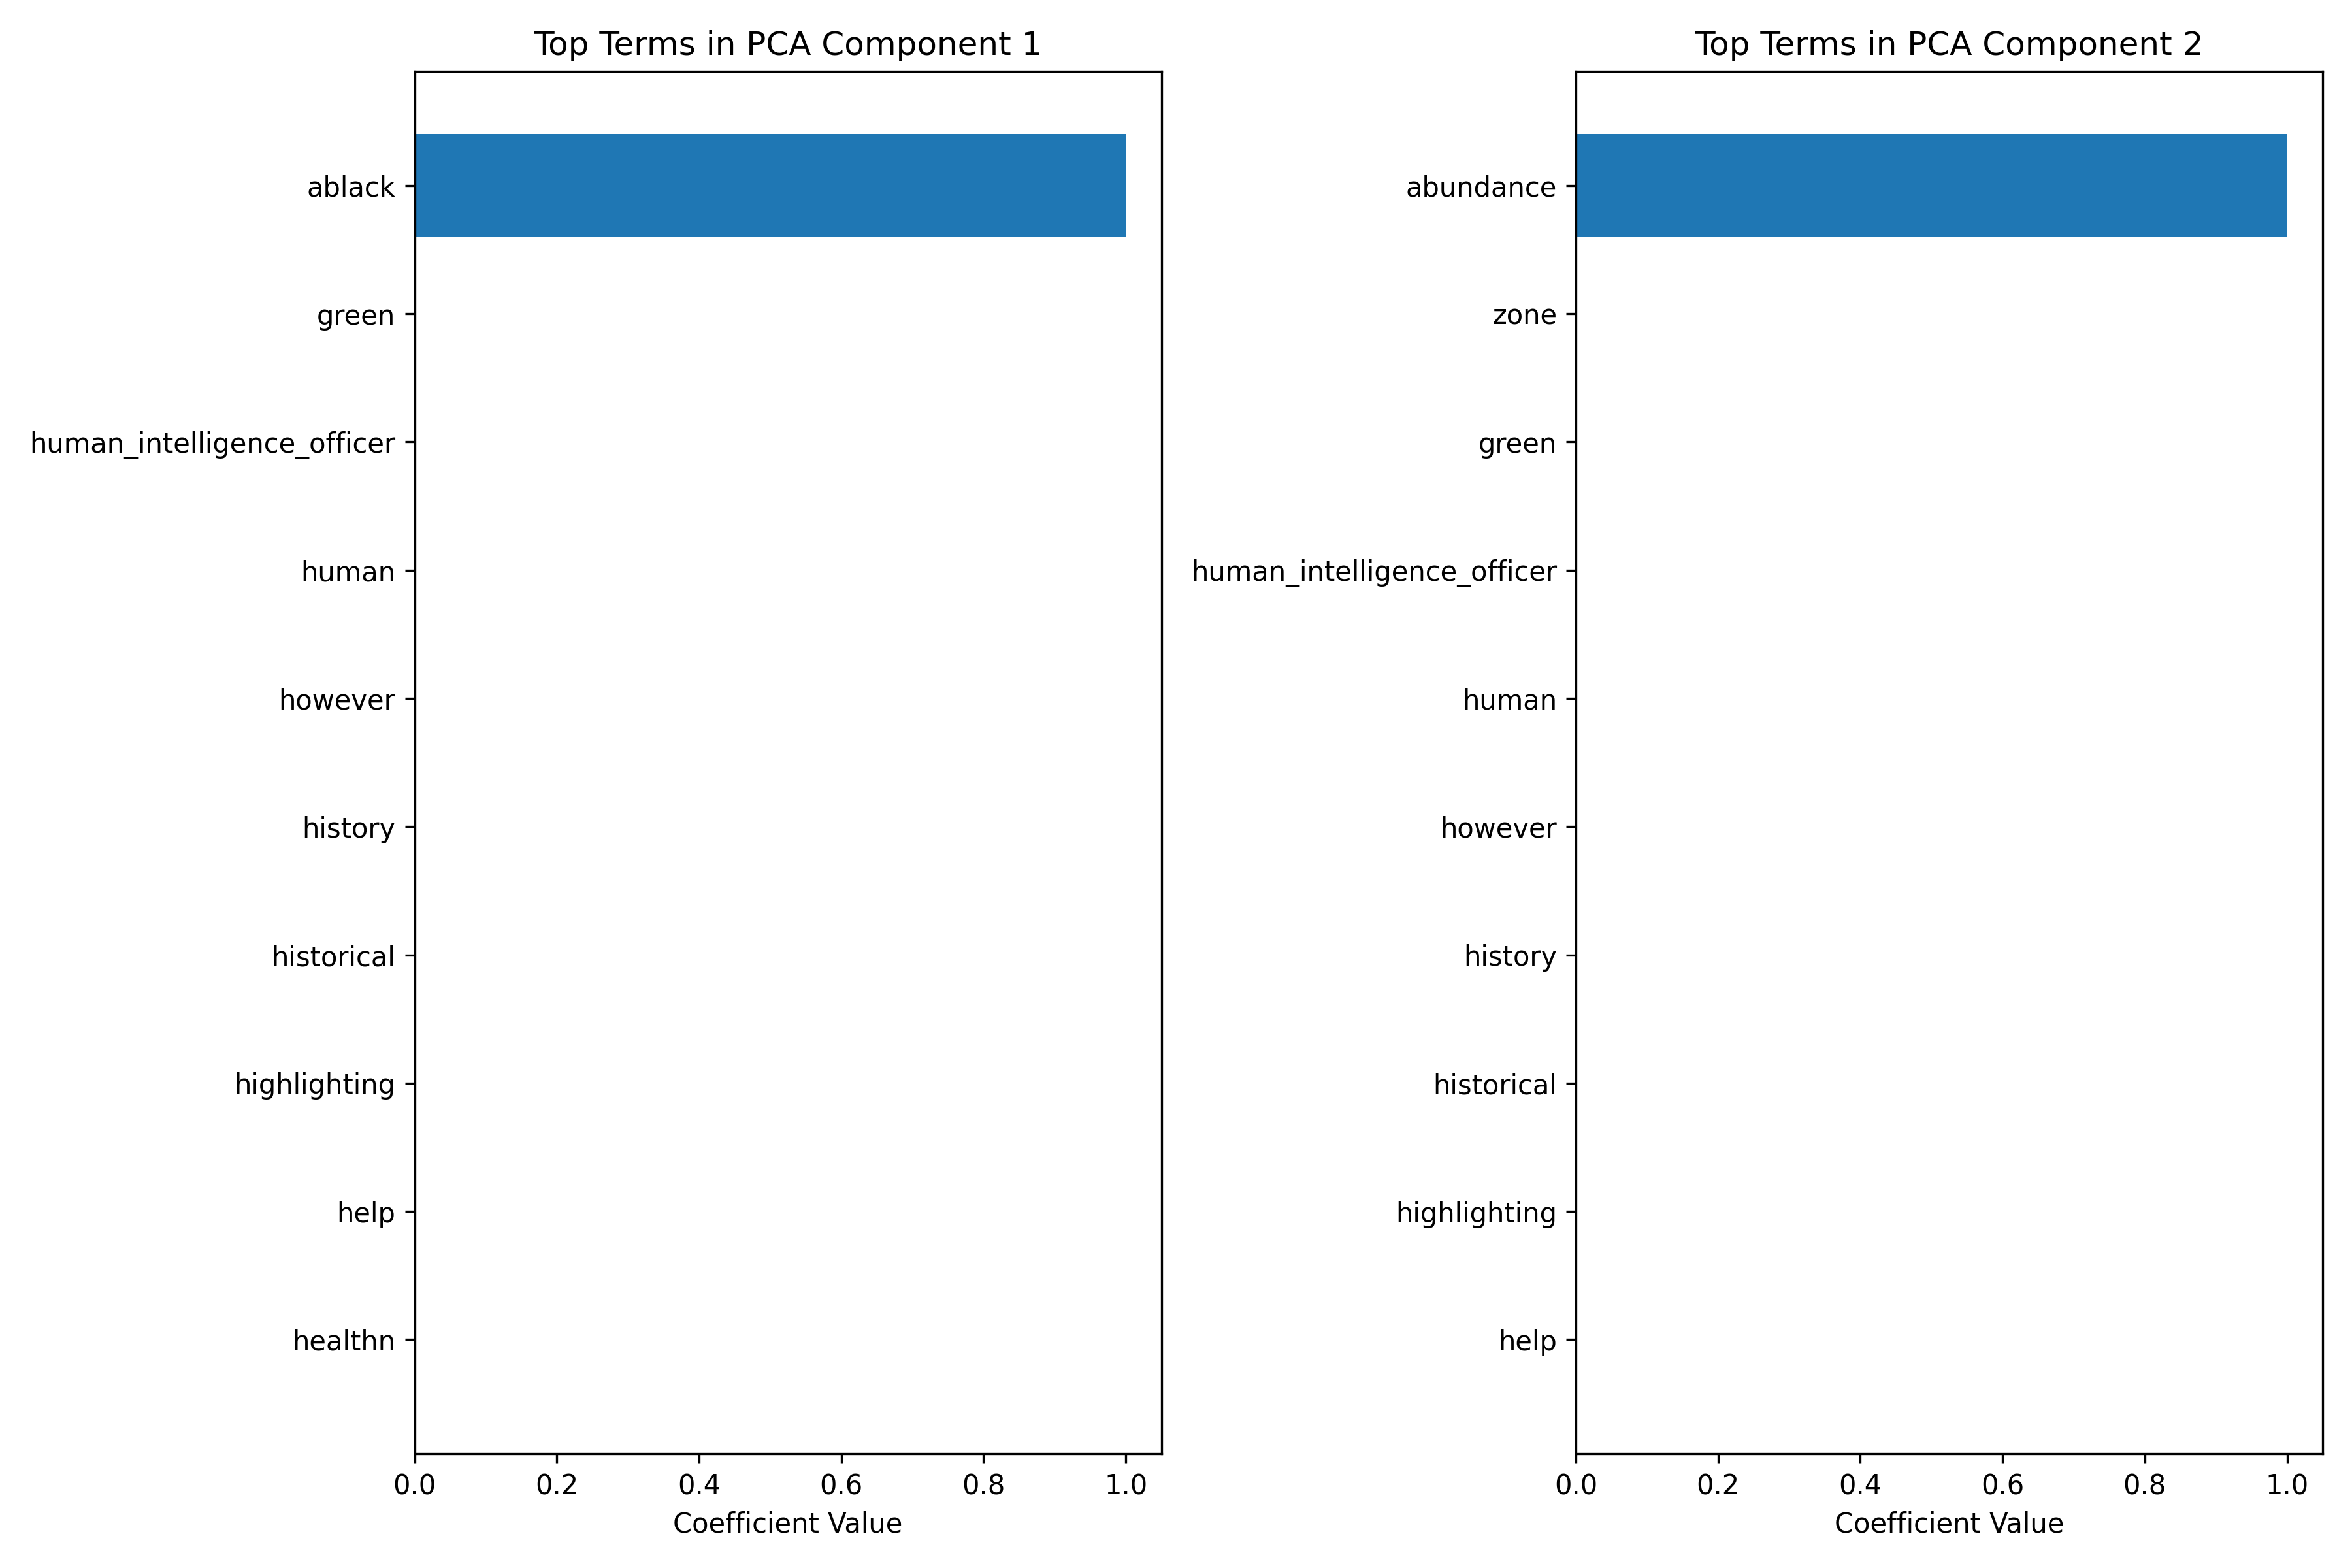 Top Terms in PCA Component 1
ablack
green
human_intelligence_officer
human
however
history
historical
highlighting
help
healthn
0.0 0.2 0.4 0.6 0.8 1.0
Coefficient Value
Top Terms in PCA Component 2
abundance
zone
green
human_intelligence_officer
human
however
history
historical
highlighting
help
0.0 0.2 0.4 0.6 0.8 1.0
Coefficient Value